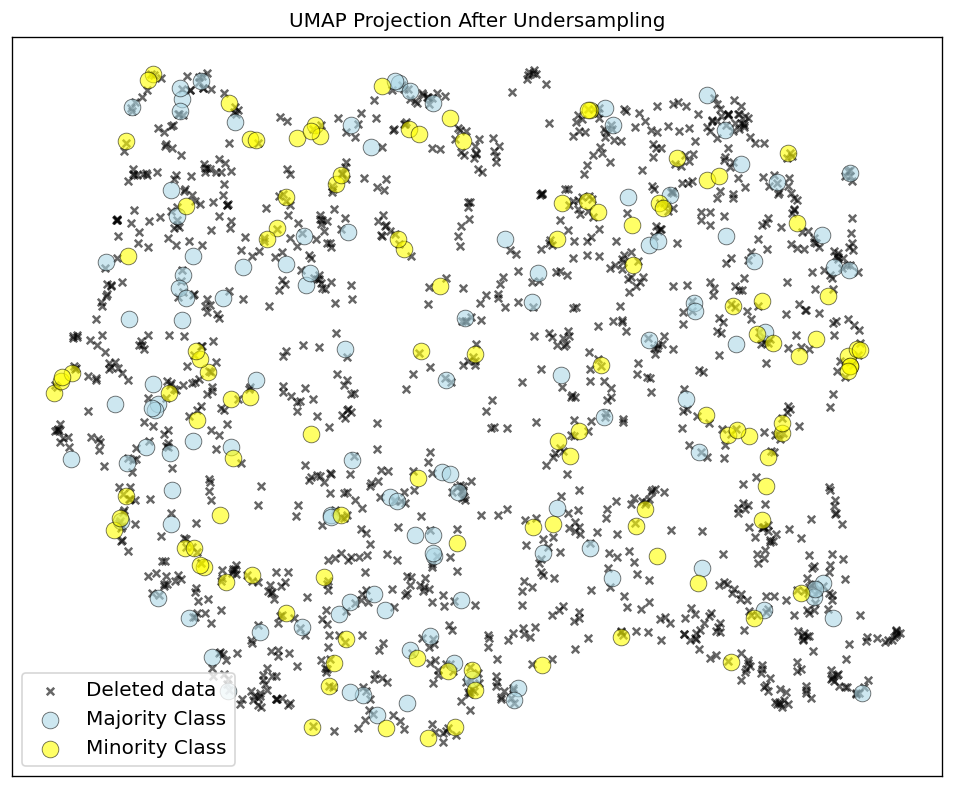 UMAP Projection After Undersampling
Deleted data
Majority Class
Minority Class